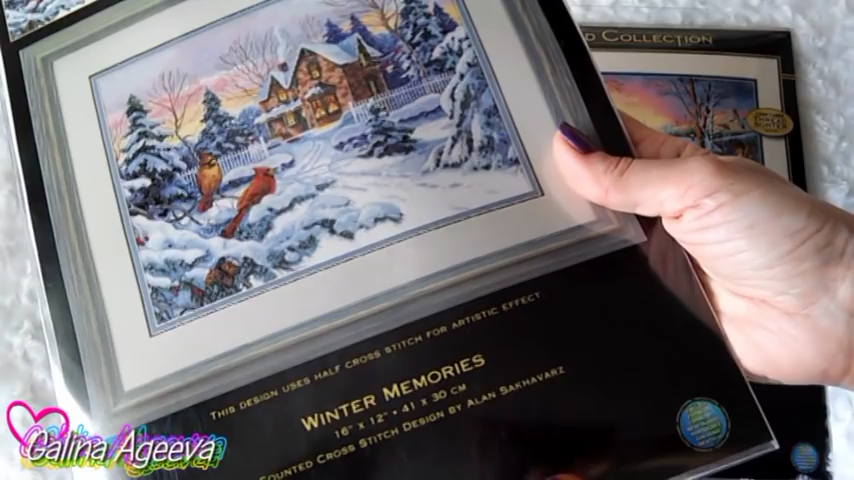 D COLLECTION
THIS DESIGN USES HALF CROSS STITCH FOR ARTISTIC EFFECT
WINTER MEMORIES
16" X 12" • 41 X 30 CM
COUNTED CROSS STITCH DESIGN BY ALAN SAKHAVARZ
Galina Ageeva